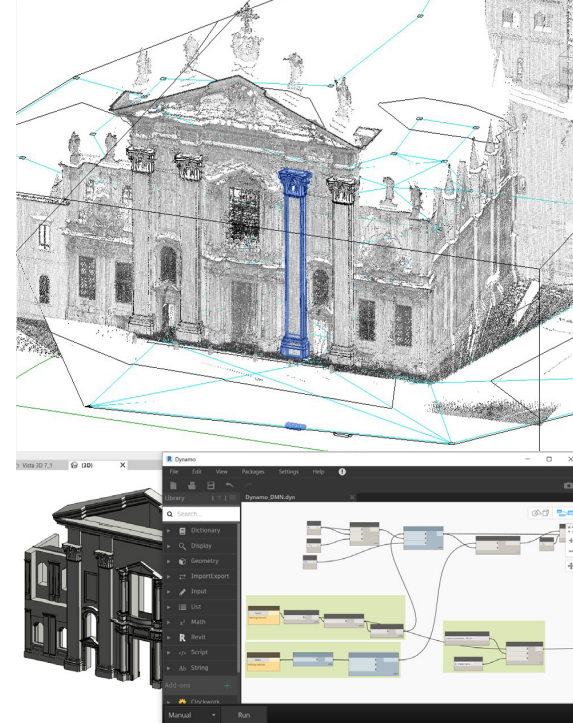 Vista 3D 7_1
{3D}
X
Dynamo
File Edit View Packages Settings Help
Library
Dynamo_DMN.dyn
Search...
Dictionary
Display
Geometry
ImportExport
Input
List
Math
Revit
Script
String
Add-ons
Clockwork
Manual
Run